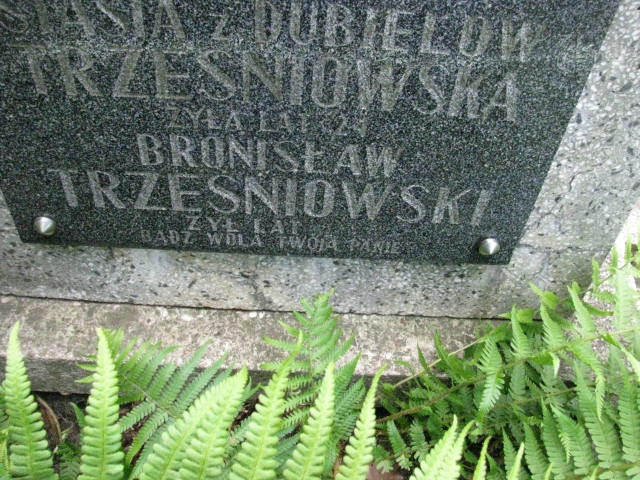 Z DUBIELÓW
TRZEŚNIOWSKA
ŻYŁA LAT 24
BRONISŁAW
TRZEŚNIOWSKI
ŻYŁ LAT
BĄDŹ WOLA TWOJA PANIE